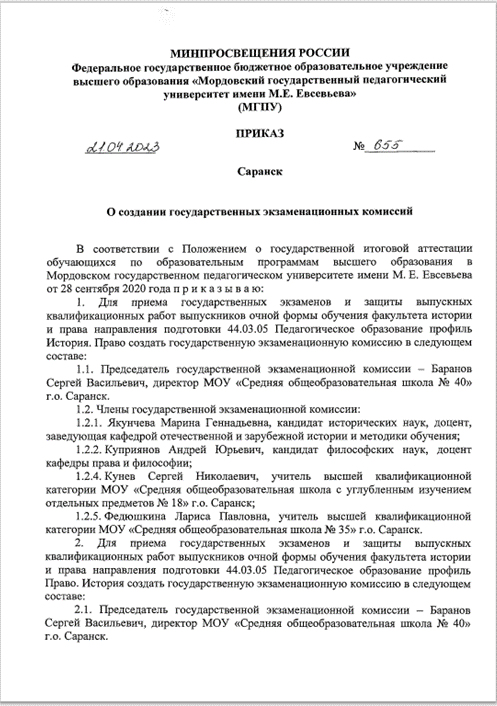 МИНПРОСВЕЩЕНИЯ РОССИИ
Федеральное государственное бюджетное образовательное учреждение
высшего образования «Мордовский государственный педагогический
университет имени М.Е. Евсевьева»
(МГПУ)
ПРИКАЗ
21.04.2023 № 655
Саранск
О создании государственных экзаменационных комиссий
В соответствии с Положением о государственной итоговой аттестации
обучающихся по образовательным программам высшего образования в
Мордовском государственном педагогическом университете имени М. Е. Евсевьева
от 28 сентября 2020 года п р и к а з ы в а ю:
1. Для приема государственных экзаменов и защиты выпускных
квалификационных работ выпускников очной формы обучения факультета истории
и права направления подготовки 44.03.05 Педагогическое образование профиль
История. Право создать государственную экзаменационную комиссию в следующем
составе:
1.1. Председатель государственной экзаменационной комиссии – Баранов
Сергей Васильевич, директор МОУ «Средняя общеобразовательная школа № 40»
г.о. Саранск.
1.2. Члены государственной экзаменационной комиссии:
1.2.1. Якунчева Марина Геннадьевна, кандидат исторических наук, доцент,
заведующая кафедрой отечественной и зарубежной истории и методики обучения;
1.2.2. Куприянов Андрей Юрьевич, кандидат философских наук, доцент
кафедры права и философии;
1.2.4. Кунев Сергей Николаевич, учитель высшей квалификационной
категории МОУ «Средняя общеобразовательная школа с углубленным изучением
отдельных предметов № 18» г.о. Саранск;
1.2.5. Федюшкина Лариса Павловна, учитель высшей квалификационной
категории МОУ «Средняя общеобразовательная школа № 35» г.о. Саранск.
2. Для приема государственных экзаменов и защиты выпускных
квалификационных работ выпускников очной формы обучения факультета истории
и права направления подготовки 44.03.05 Педагогическое образование профиль
Право. История создать государственную экзаменационную комиссию в следующем
составе:
2.1. Председатель государственной экзаменационной комиссии – Баранов
Сергей Васильевич, директор МОУ «Средняя общеобразовательная школа № 40»
г.о. Саранск.